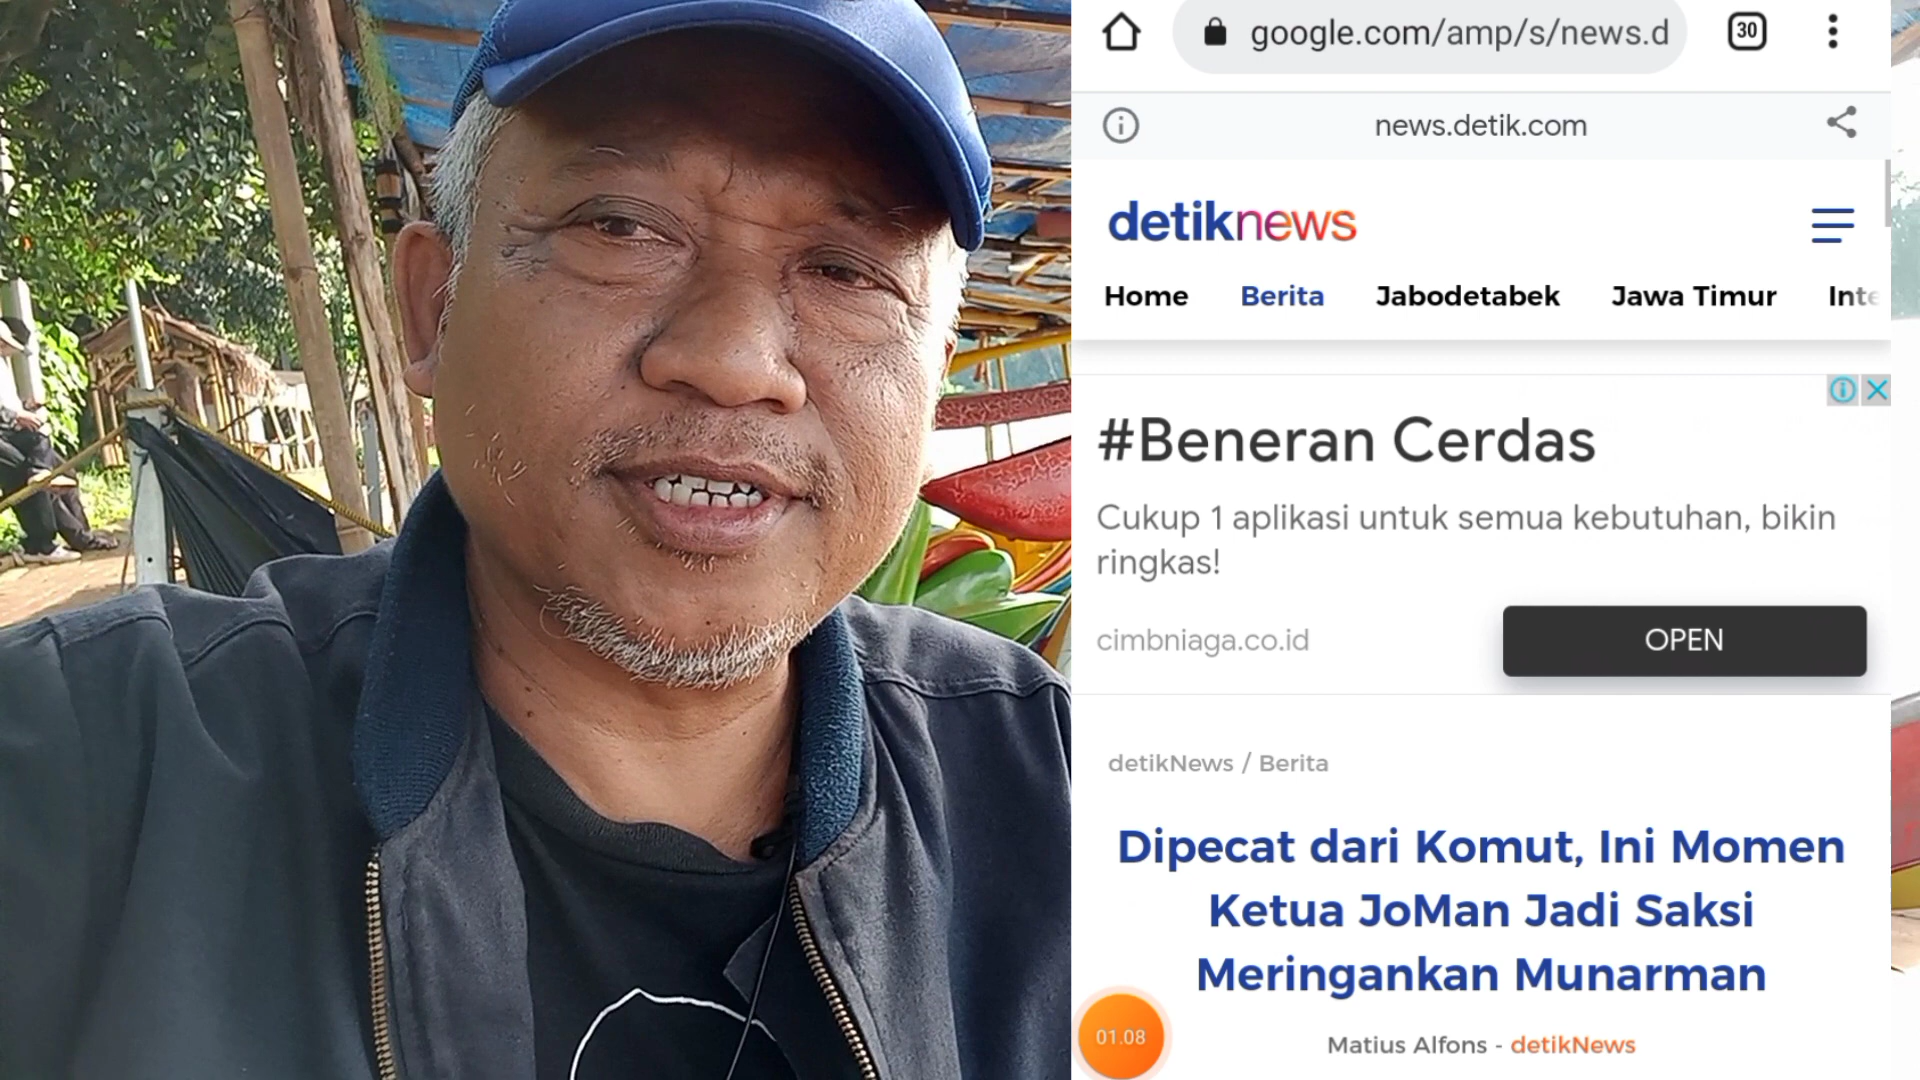 google.com/amp/s/news.d
30
news.detik.com
detiknews
Home Berita Jabodetabek Jawa Timur Inte
#Beneran Cerdas
Cukup 1 aplikasi untuk semua kebutuhan, bikin
ringkas!
cimbniaga.co.id
OPEN
detikNews / Berita
Dipecat dari Komut, Ini Momen
Ketua JoMan Jadi Saksi
Meringankan Munarman
01.08
Matius Alfons - detikNews